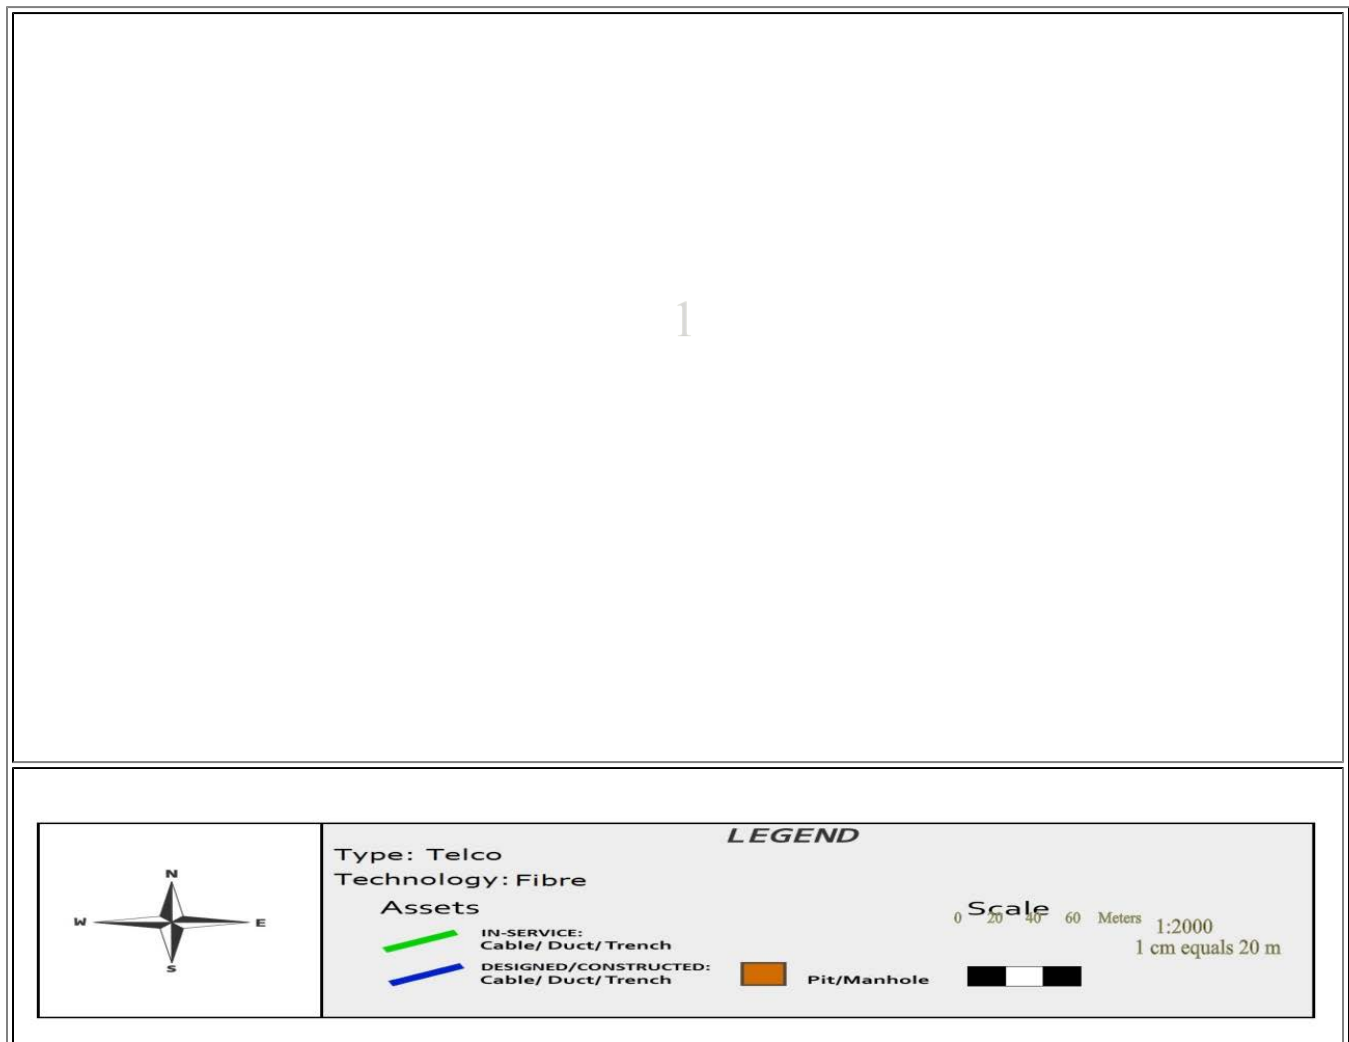 1
LEGEND
Type: Telco
Technology: Fibre
Assets
IN-SERVICE:
Cable/ Duct/ Trench
DESIGNED/CONSTRUCTED:
Cable/ Duct/ Trench
Pit/Manhole
Scale
0 20 40 60 Meters
1:2000
1 cm equals 20 m
N
W
E
S